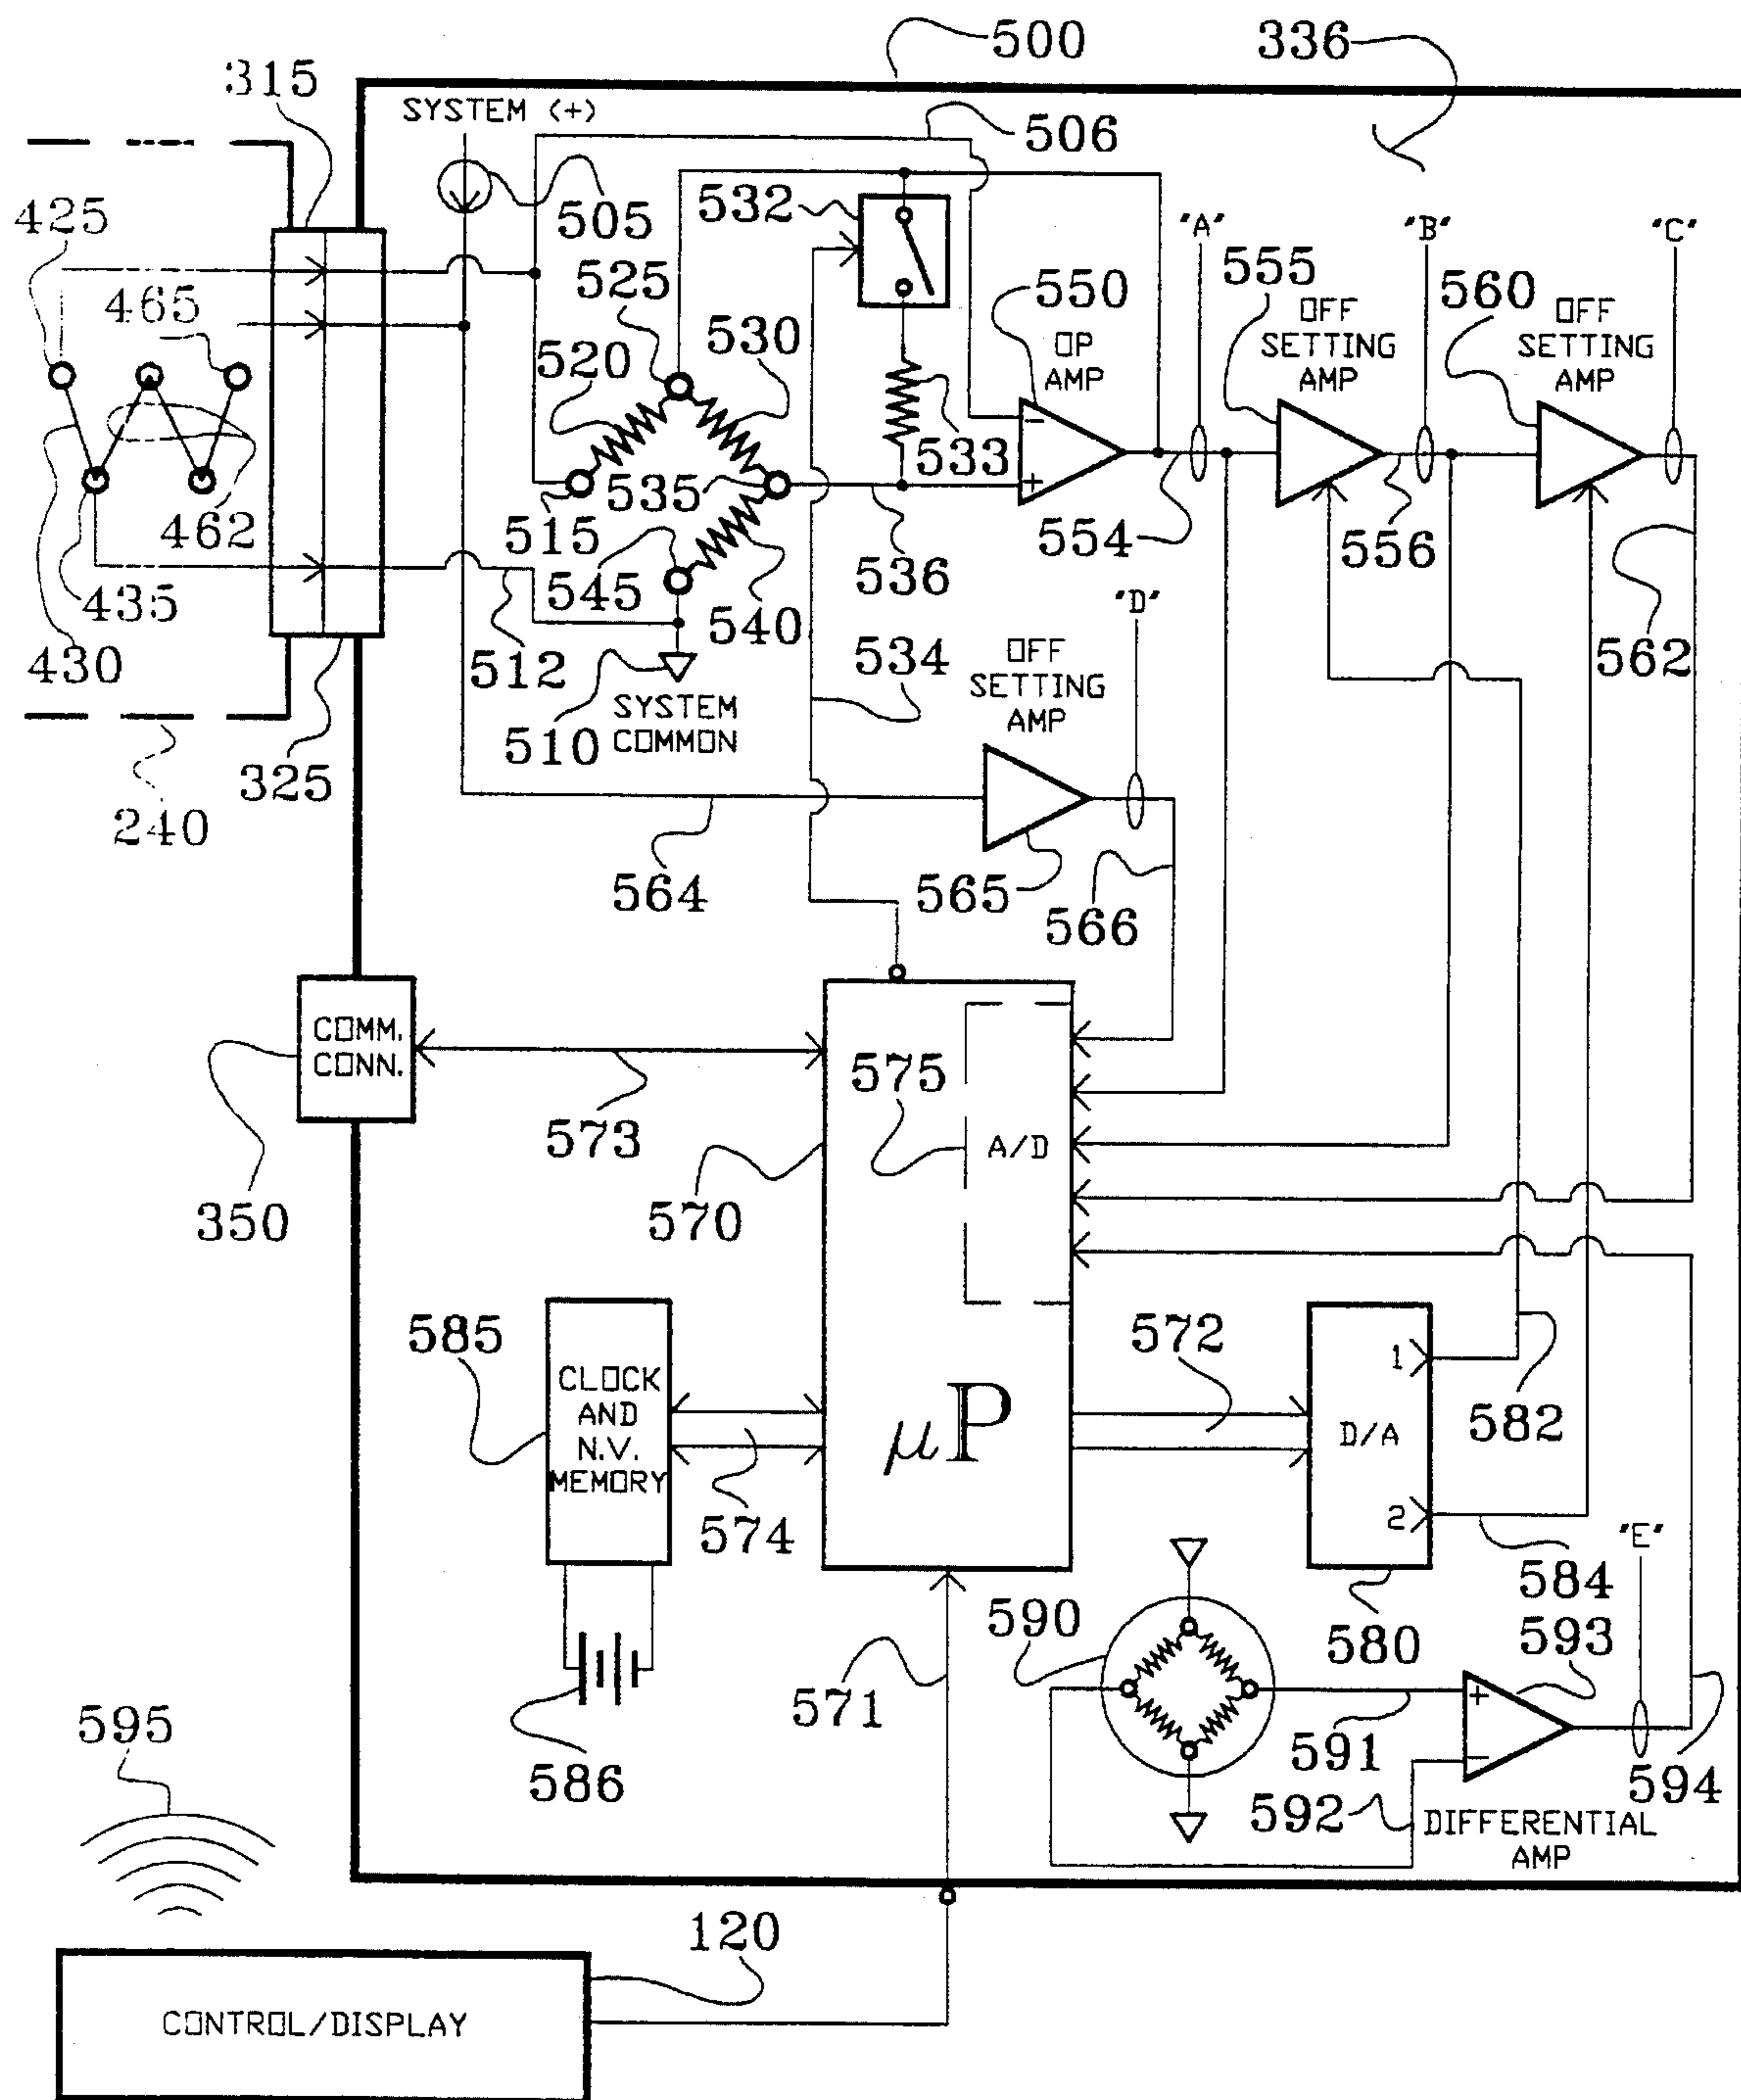 500
336
315
SYSTEM (+)
506
425
505
532
"A"
"B"
"C"
465
525
550
555
560
OP
AMP
OFF
SETTING
AMP
OFF
SETTING
AMP
520
530
-
+
533
462
515
535
554
556
435
545
536
430
540
"D"
512
534
562
OFF
SETTING
AMP
510
SYSTEM
COMMON
325
240
564
565
566
COMM.
CONN.
575
573
A/D
350
570
585
572
CLOCK
AND
N.V.
MEMORY
1
582
D/A
μP
2
574
"E"
584
590
580
593
+
-
571
591
595
586
592
594
DIFFERENTIAL
AMP
120
CONTROL/DISPLAY